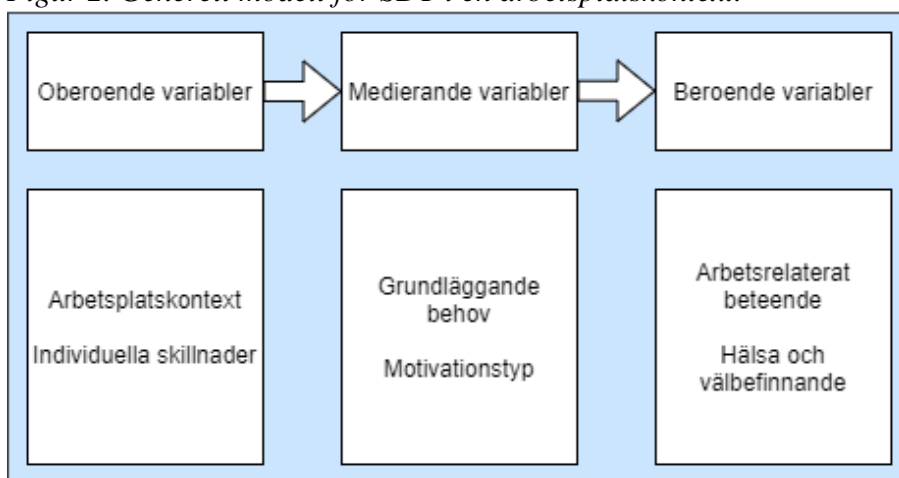 Oberoende variabler
Medierande variabler
Beroende variabler
Arbetsplatskontext
Individuella skillnader
Grundläggande
behov
Motivationstyp
Arbetsrelaterat
beteende
Hälsa och
välbefinnande